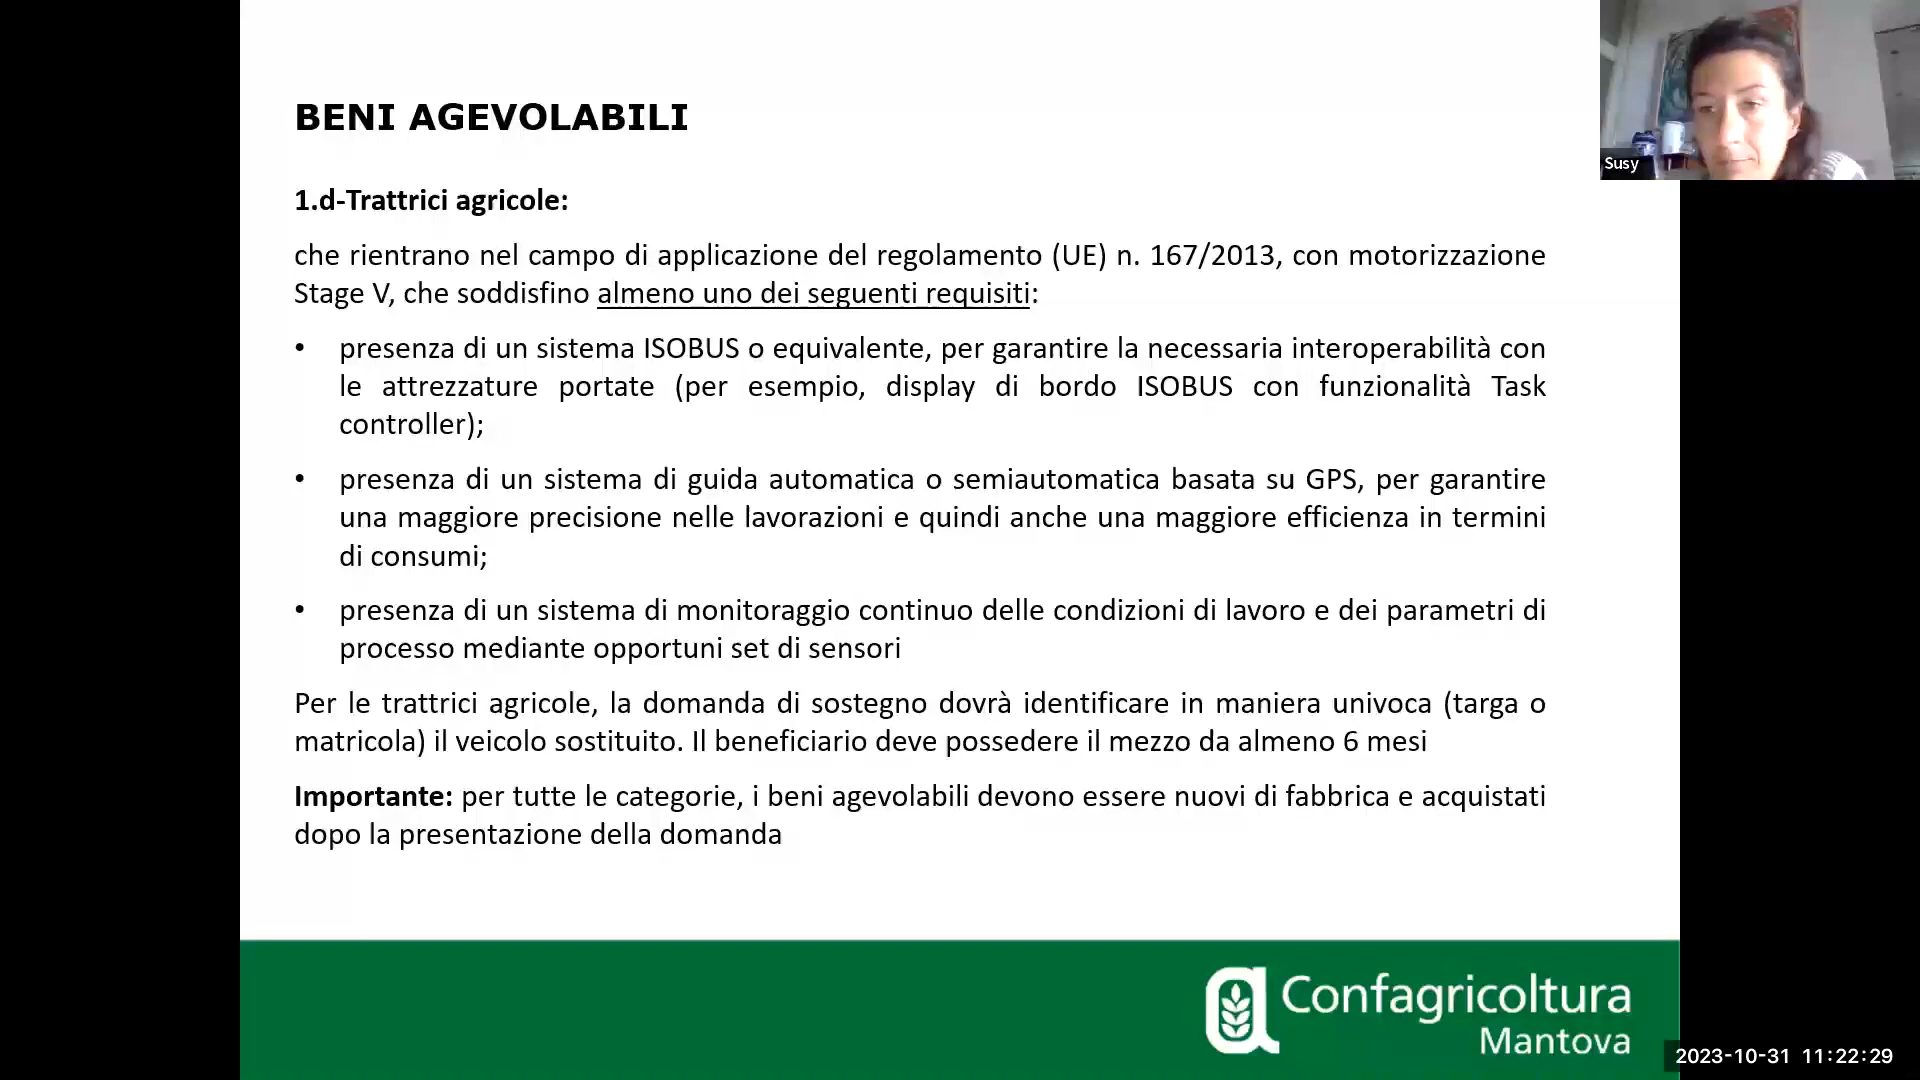 BENI AGEVOLABILI
Susy
1.d-Trattrici agricole:
che rientrano nel campo di applicazione del regolamento (UE) n. 167/2013, con motorizzazione
Stage V, che soddisfino almeno uno dei seguenti requisiti:
• presenza di un sistema ISOBUS o equivalente, per garantire la necessaria interoperabilità con
le attrezzature portate (per esempio, display di bordo ISOBUS con funzionalità Task
controller);
• presenza di un sistema di guida automatica o semiautomatica basata su GPS, per garantire
una maggiore precisione nelle lavorazioni e quindi anche una maggiore efficienza in termini
di consumi;
• presenza di un sistema di monitoraggio continuo delle condizioni di lavoro e dei parametri di
processo mediante opportuni set di sensori
Per le trattrici agricole, la domanda di sostegno dovrà identificare in maniera univoca (targa o
matricola) il veicolo sostituito. Il beneficiario deve possedere il mezzo da almeno 6 mesi
Importante: per tutte le categorie, i beni agevolabili devono essere nuovi di fabbrica e acquistati
dopo la presentazione della domanda
Confagricoltura
Mantova
2023-10-31 11:22:29